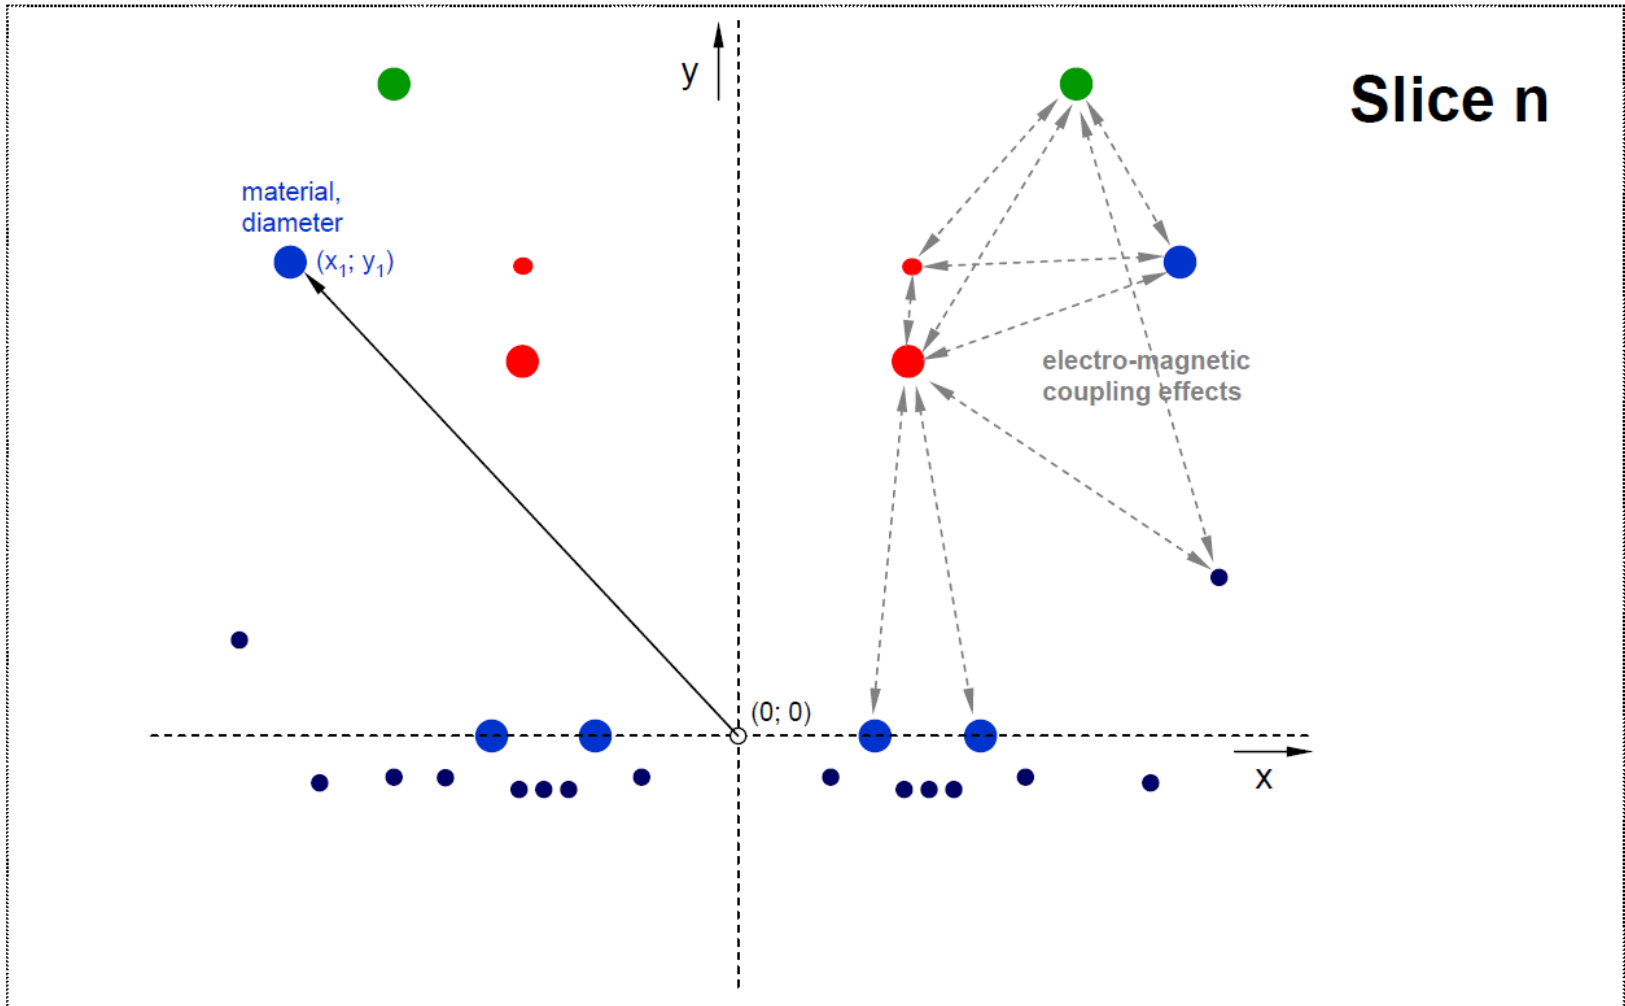 y
Slice n
material,
diameter
(x₁; y₁)
electro-magnetic
coupling effects
(0; 0)
x